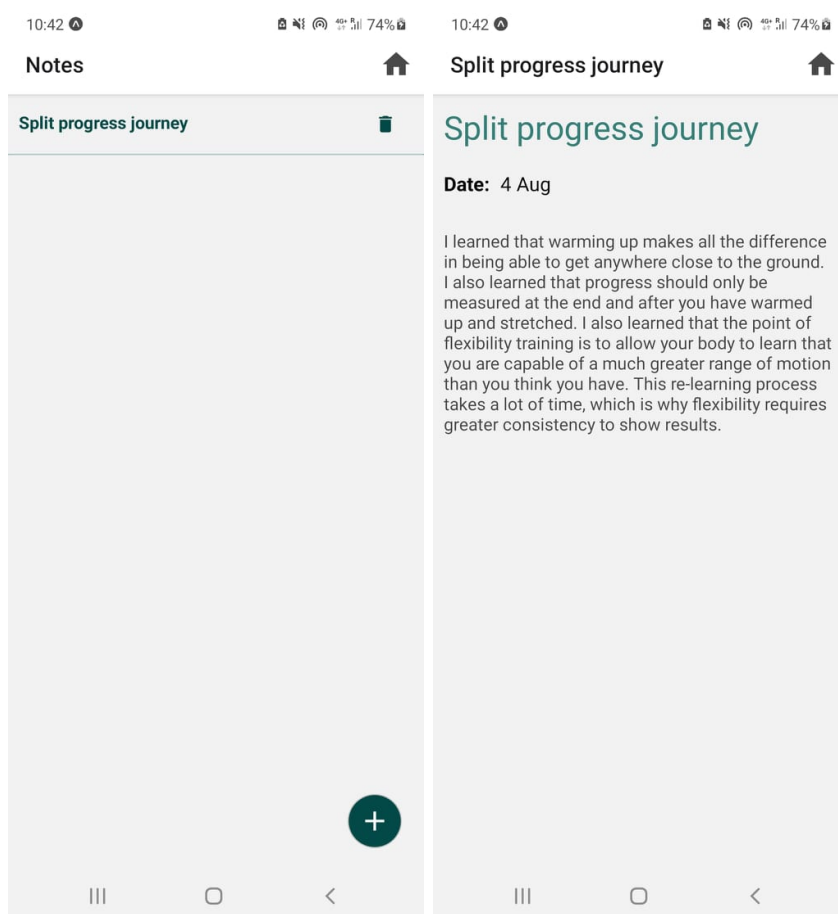 10:42
4G+ R 74%
Notes
Split progress journey
10:42
4G+ R 74%
Split progress journey
Split progress journey
Date: 4 Aug
I learned that warming up makes all the difference
in being able to get anywhere close to the ground.
I also learned that progress should only be
measured at the end and after you have warmed
up and stretched. I also learned that the point of
flexibility training is to allow your body to learn that
you are capable of a much greater range of motion
than you think you have. This re-learning process
takes a lot of time, which is why flexibility requires
greater consistency to show results.